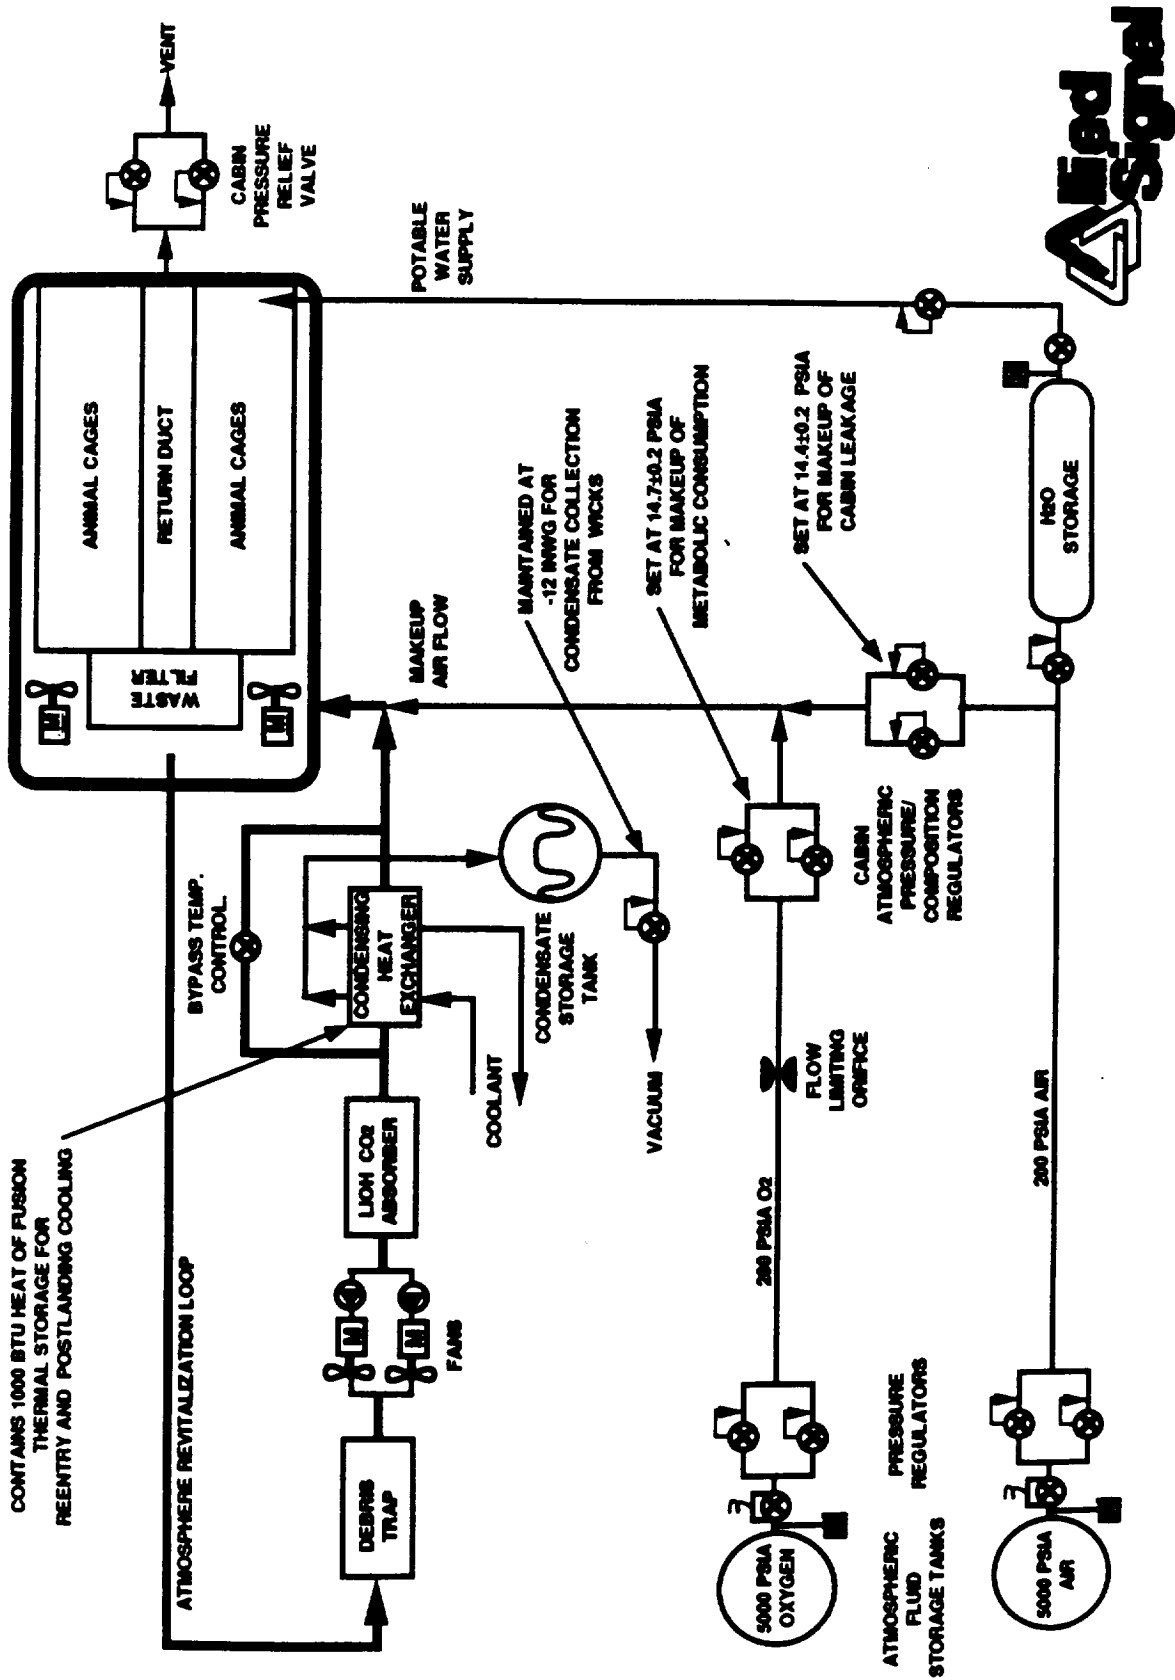 CONTAINS 1000 BTU HEAT OF FUSION
THERMAL STORAGE FOR
REENTRY AND POSTLANDING COOLING
ATMOSPHERE REVITALIZATION LOOP
DEBRIS
TRAP
M
M
FANS
LIOH CO2
ABSORBER
BYPASS TEMP.
CONTROL
CONDENSING
HEAT
EXCHANGER
COOLANT
CONDENSATE
STORAGE
TANK
VACUUM
M
M
WASTE
FILTER
ANIMAL CAGES
RETURN DUCT
ANIMAL CAGES
VENT
CABIN
PRESSURE
RELIEF
VALVE
POTABLE
WATER
SUPPLY
MAKEUP
AIR FLOW
MAINTAINED AT
-12 INWG FOR
CONDENSATE COLLECTION
FROM WICKS
SET AT 14.7±0.2 PSIA
FOR MAKEUP OF
METABOLIC CONSUMPTION
SET AT 14.4±0.2 PSIA
FOR MAKEUP OF
CABIN LEAKAGE
CABIN
ATMOSPHERIC
PRESSURE/
COMPOSITION
REGULATORS
FLOW
LIMITING
ORIFICE
200 PSIA O2
200 PSIA AIR
H2O
STORAGE
PRESSURE
REGULATORS
5000 PSIA
OXYGEN
ATMOSPHERIC
FLUID
STORAGE TANKS
5000 PSIA
AIR
Allied
Signal